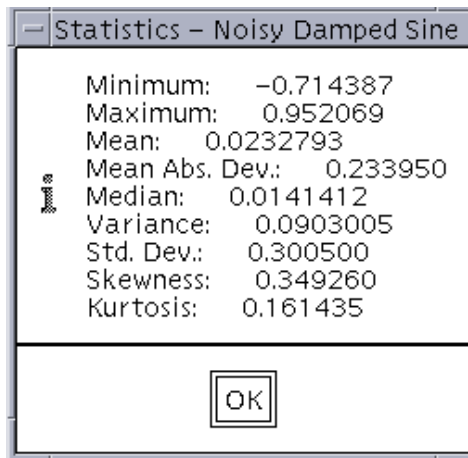 Statistics – Noisy Damped Sine
Minimum: −0.714387
Maximum: 0.952069
Mean: 0.0232793
Mean Abs. Dev.: 0.233950
Median: 0.0141412
Variance: 0.0903005
Std. Dev.: 0.300500
Skewness: 0.349260
Kurtosis: 0.161435
OK